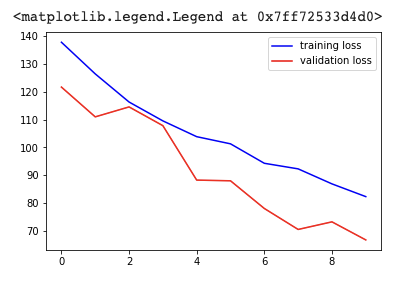 <matplotlib.legend.Legend at 0x7ff72533d4d0>
140
training loss
validation loss
130
120
110
100
90
80
70
0 2 4 6 8